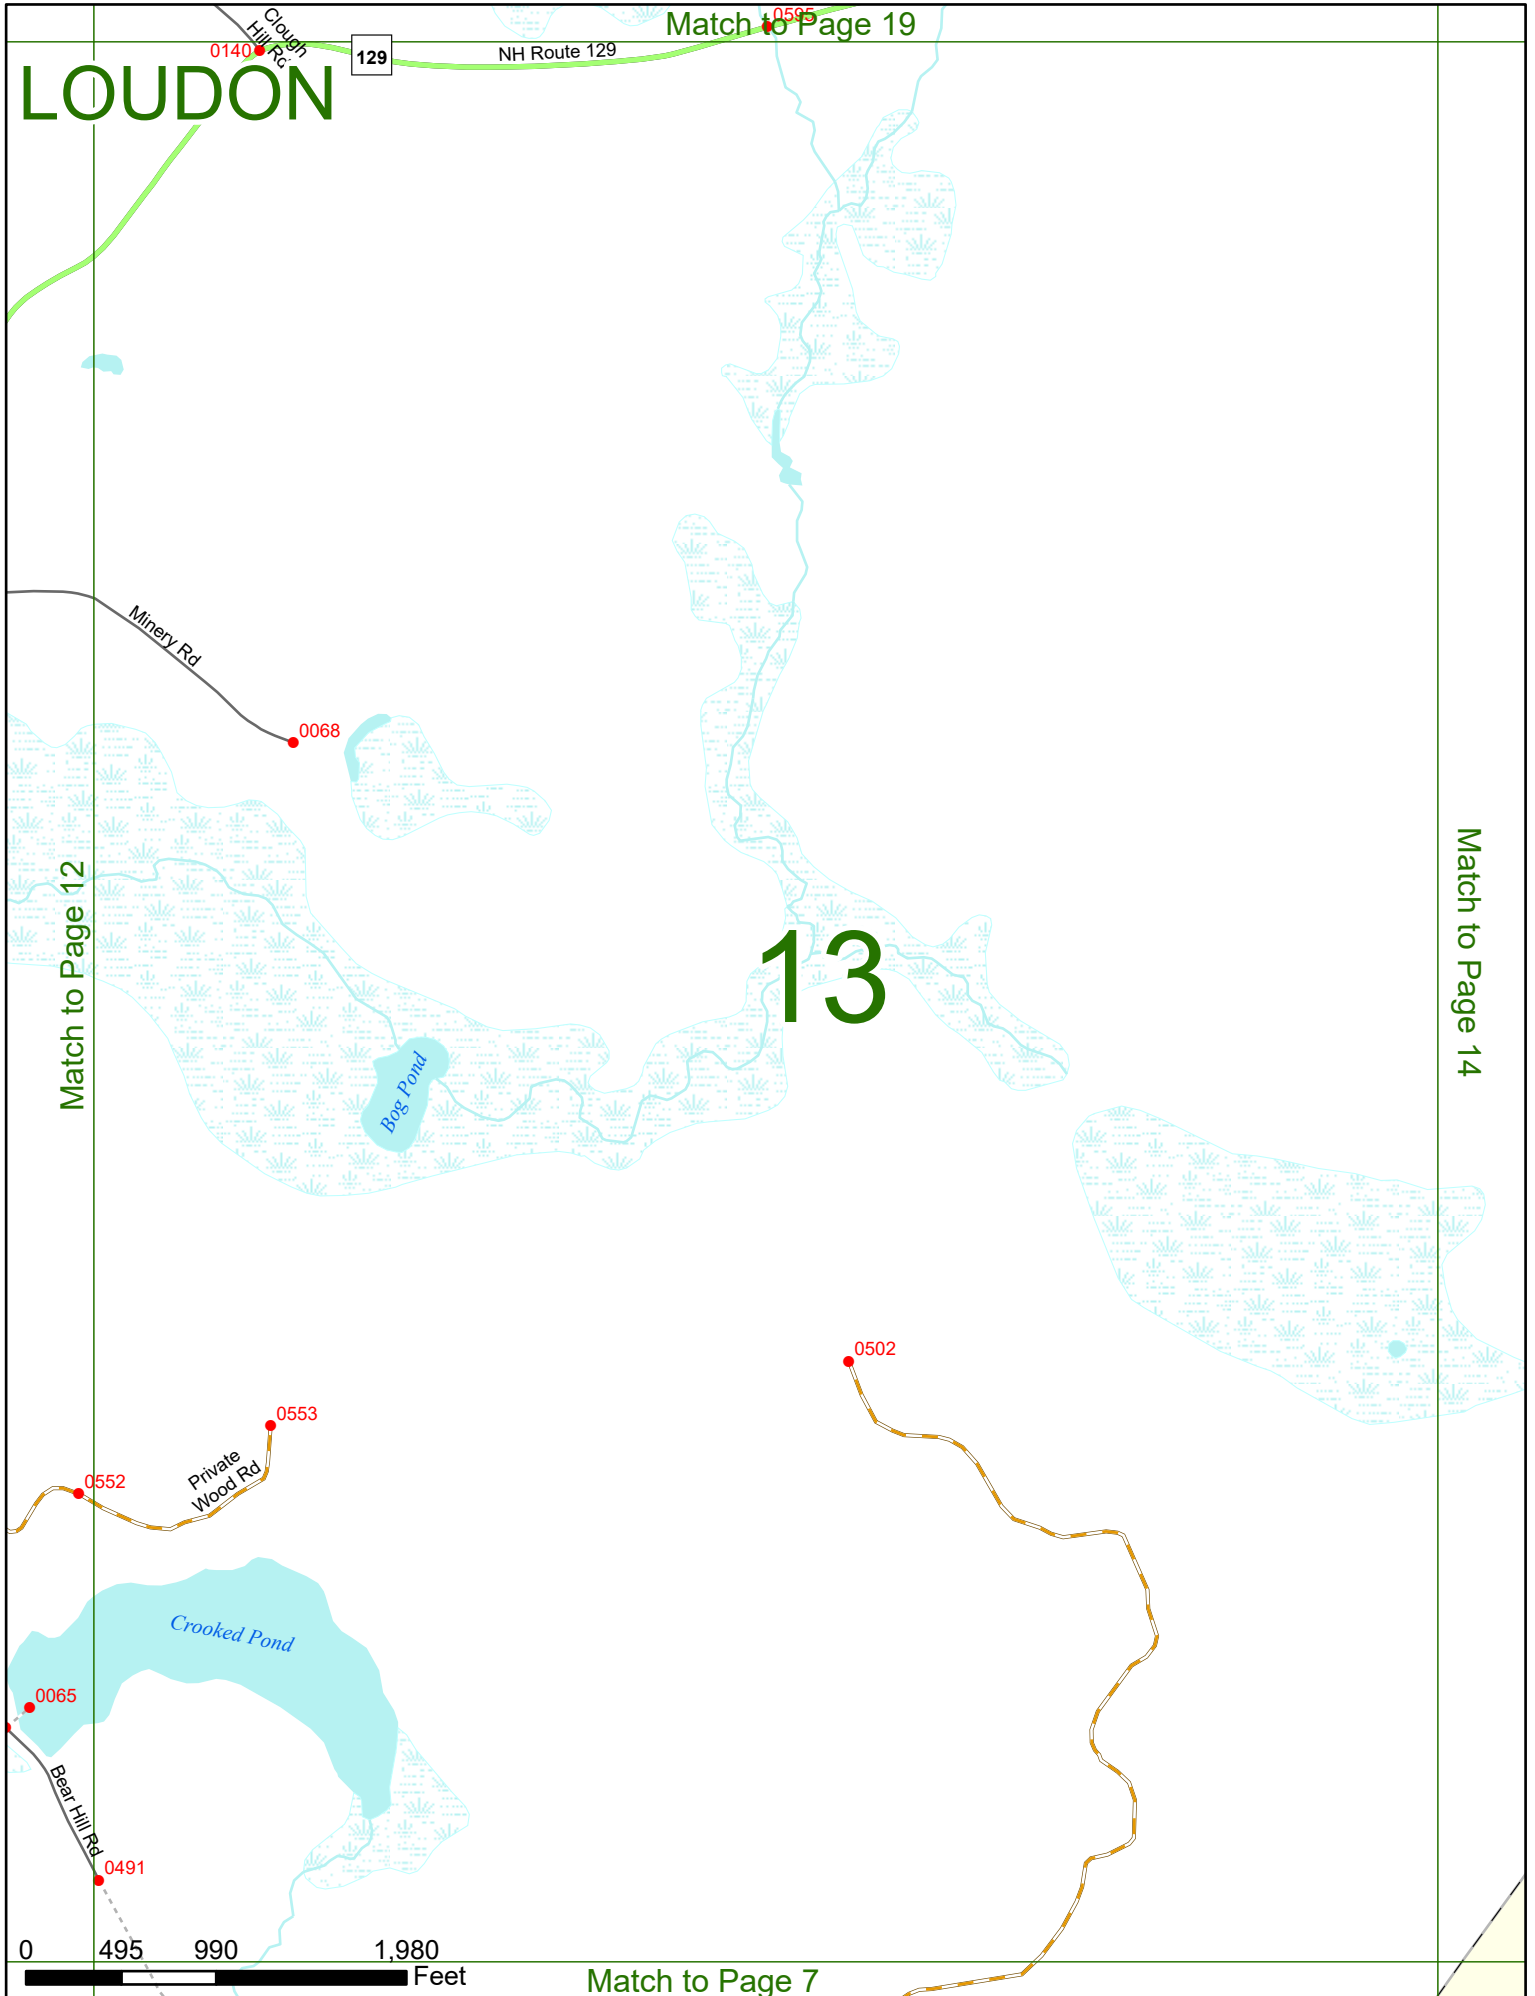 Match to Page 19
0595
Clough
Hill Rd
0140
129
NH Route 129
LOUDON
Minery Rd
0068
Match to Page 12
Match to Page 14
13
Bog Pond
0502
0553
Private
Wood Rd
0552
Crooked Pond
0065
Bear Hill Rd
0491
0 495 990 1,980
Feet
Match to Page 7